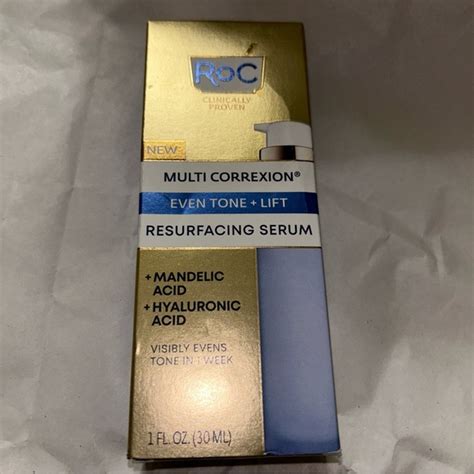 RoC
CLINICALLY
PROVEN
NEW
MULTI CORREXION®
EVEN TONE + LIFT
RESURFACING SERUM
+ MANDELIC
ACID
+ HYALURONIC
ACID
VISIBLY EVENS
TONE IN 1 WEEK
1 FL. OZ. (30 ML)